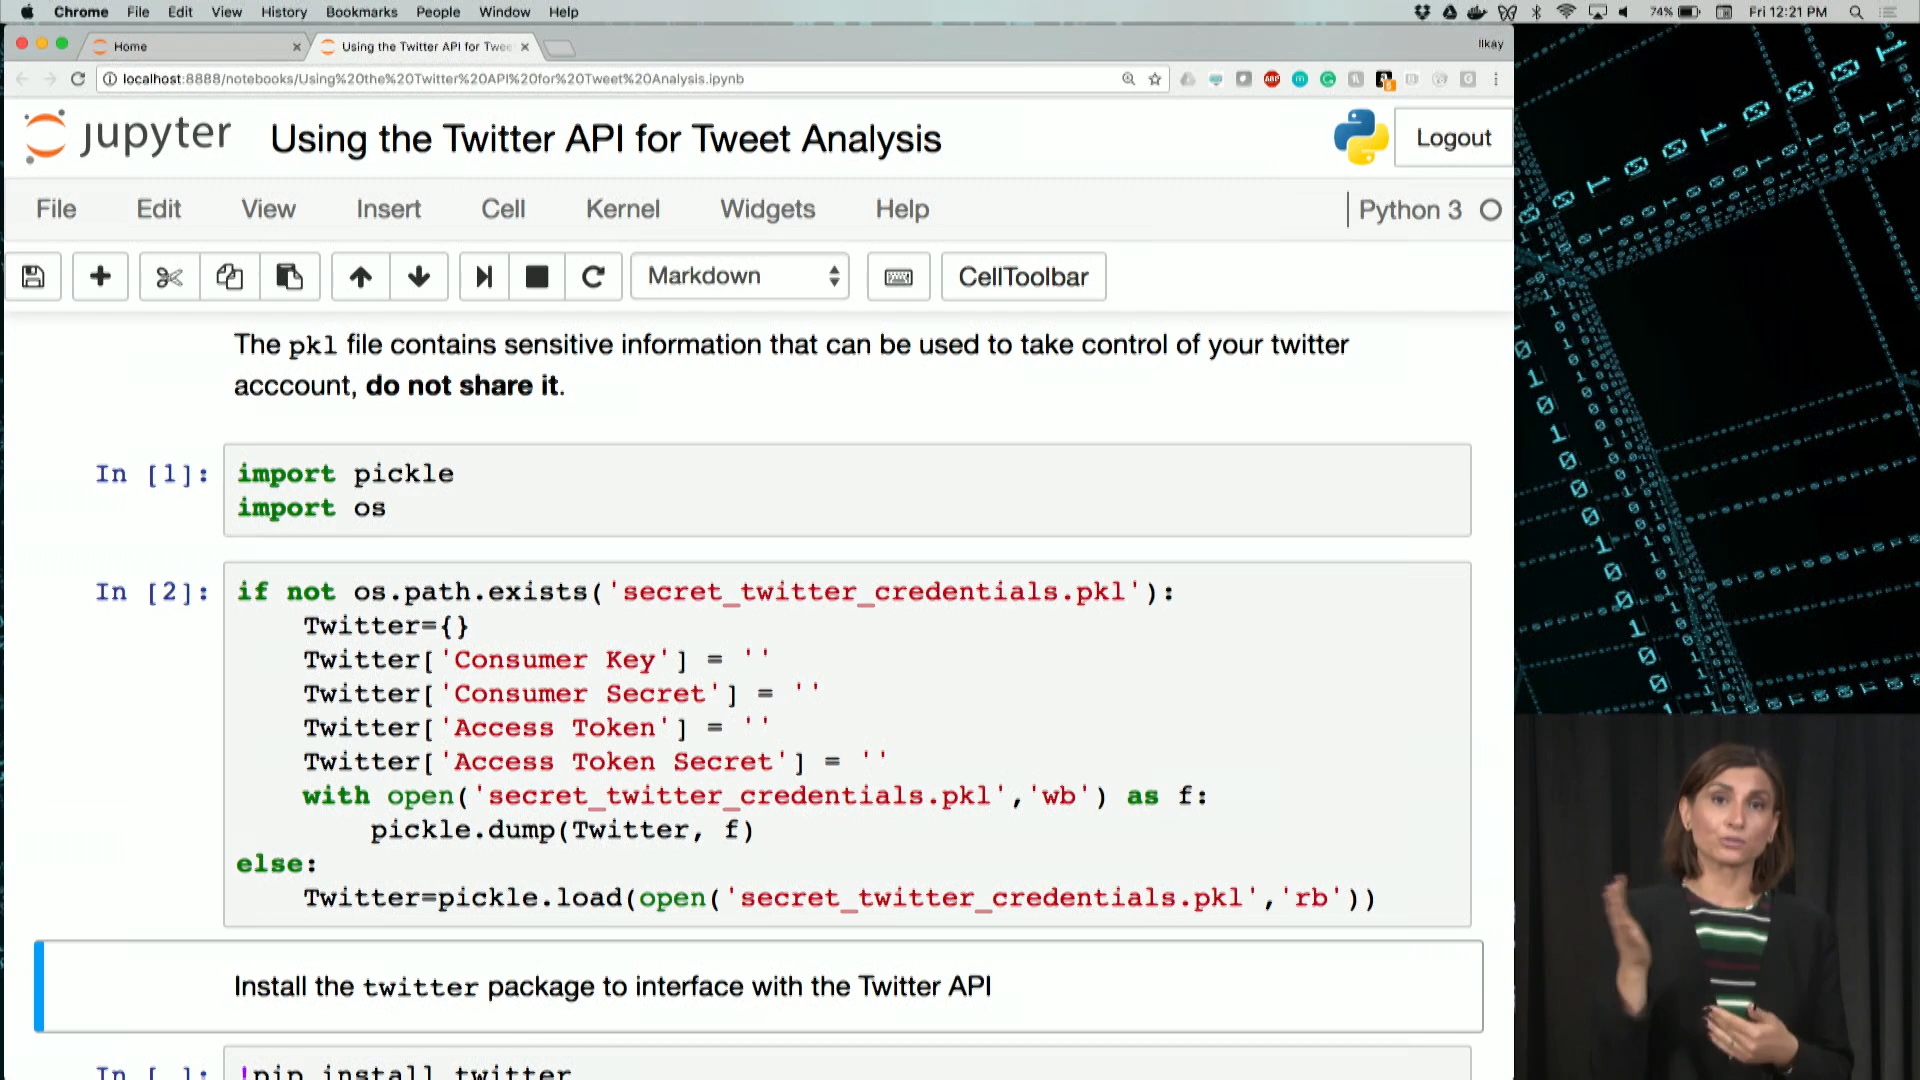 Chrome File Edit View History Bookmarks People Window Help 74% Fri 12:21 PM
Home Using the Twitter API for Twee Ilkay
localhost:8888/notebooks/Using%20the%20Twitter%20API%20for%20Tweet%20Analysis.ipynb
jupyter Using the Twitter API for Tweet Analysis Logout
File Edit View Insert Cell Kernel Widgets Help Python 3
Markdown CellToolbar
The pkl file contains sensitive information that can be used to take control of your twitter
acccount, do not share it.
In [1]: import pickle
import os
In [2]: if not os.path.exists('secret_twitter_credentials.pkl'):
Twitter={}
Twitter['Consumer Key'] = ''
Twitter['Consumer Secret'] = ''
Twitter['Access Token'] = ''
Twitter['Access Token Secret'] = ''
with open('secret_twitter_credentials.pkl','wb') as f:
pickle.dump(Twitter, f)
else:
Twitter=pickle.load(open('secret_twitter_credentials.pkl','rb'))
Install the twitter package to interface with the Twitter API
In [ ]: !pip install twitter